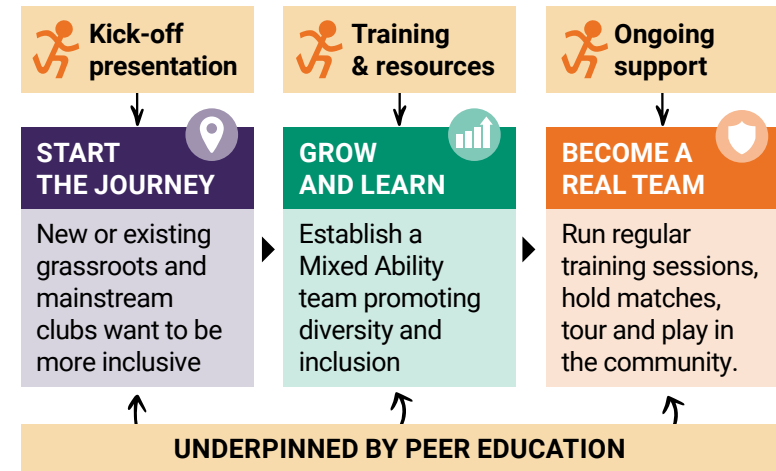 Kick-off
presentation
Training
& resources
Ongoing
support
START
THE JOURNEY
GROW
AND LEARN
BECOME A
REAL TEAM
New or existing
grassroots and
mainstream
clubs want to be
more inclusive
Establish a
Mixed Ability
team promoting
diversity and
inclusion
Run regular
training sessions,
hold matches,
tour and play in
the community.
UNDERPINNED BY PEER EDUCATION